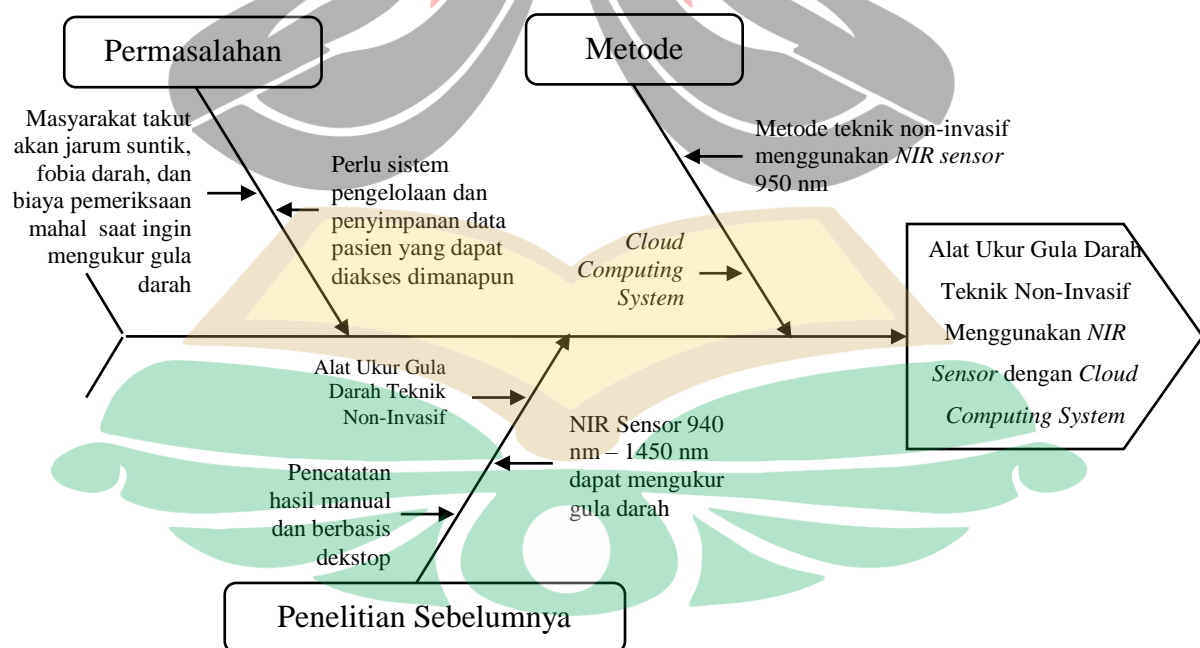 Permasalahan
Metode
Masyarakat takut
akan jarum suntik,
fobia darah, dan
biaya pemeriksaan
mahal saat ingin
mengukur gula
darah
Perlu sistem
pengelolaan dan
penyimpanan data
pasien yang dapat
diakses dimanapun
Metode teknik non-invasif
menggunakan NIR sensor
950 nm
Cloud
Computing
System
Alat Ukur Gula Darah
Teknik Non-Invasif
Menggunakan NIR
Sensor dengan Cloud
Computing System
Alat Ukur Gula
Darah Teknik
Non-Invasif
NIR Sensor 940
nm – 1450 nm
dapat mengukur
gula darah
Pencatatan
hasil manual
dan berbasis
dekstop
Penelitian Sebelumnya